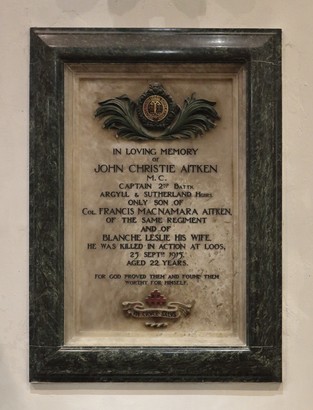 IN LOVING MEMORY
OF
JOHN CHRISTIE AITKEN
M.C.
CAPTAIN 2ND BATTN
ARGYLL & SUTHERLAND HDRS
ONLY SON OF
COL. FRANCIS MACNAMARA AITKEN,
OF THE SAME REGIMENT
AND OF
BLANCHE LESLIE HIS WIFE.
HE WAS KILLED IN ACTION AT LOOS,
25 SEPTR 1915,
AGED 22 YEARS.
FOR GOD PROVED THEM AND FOUND THEM
WORTHY FOR HIMSELF.